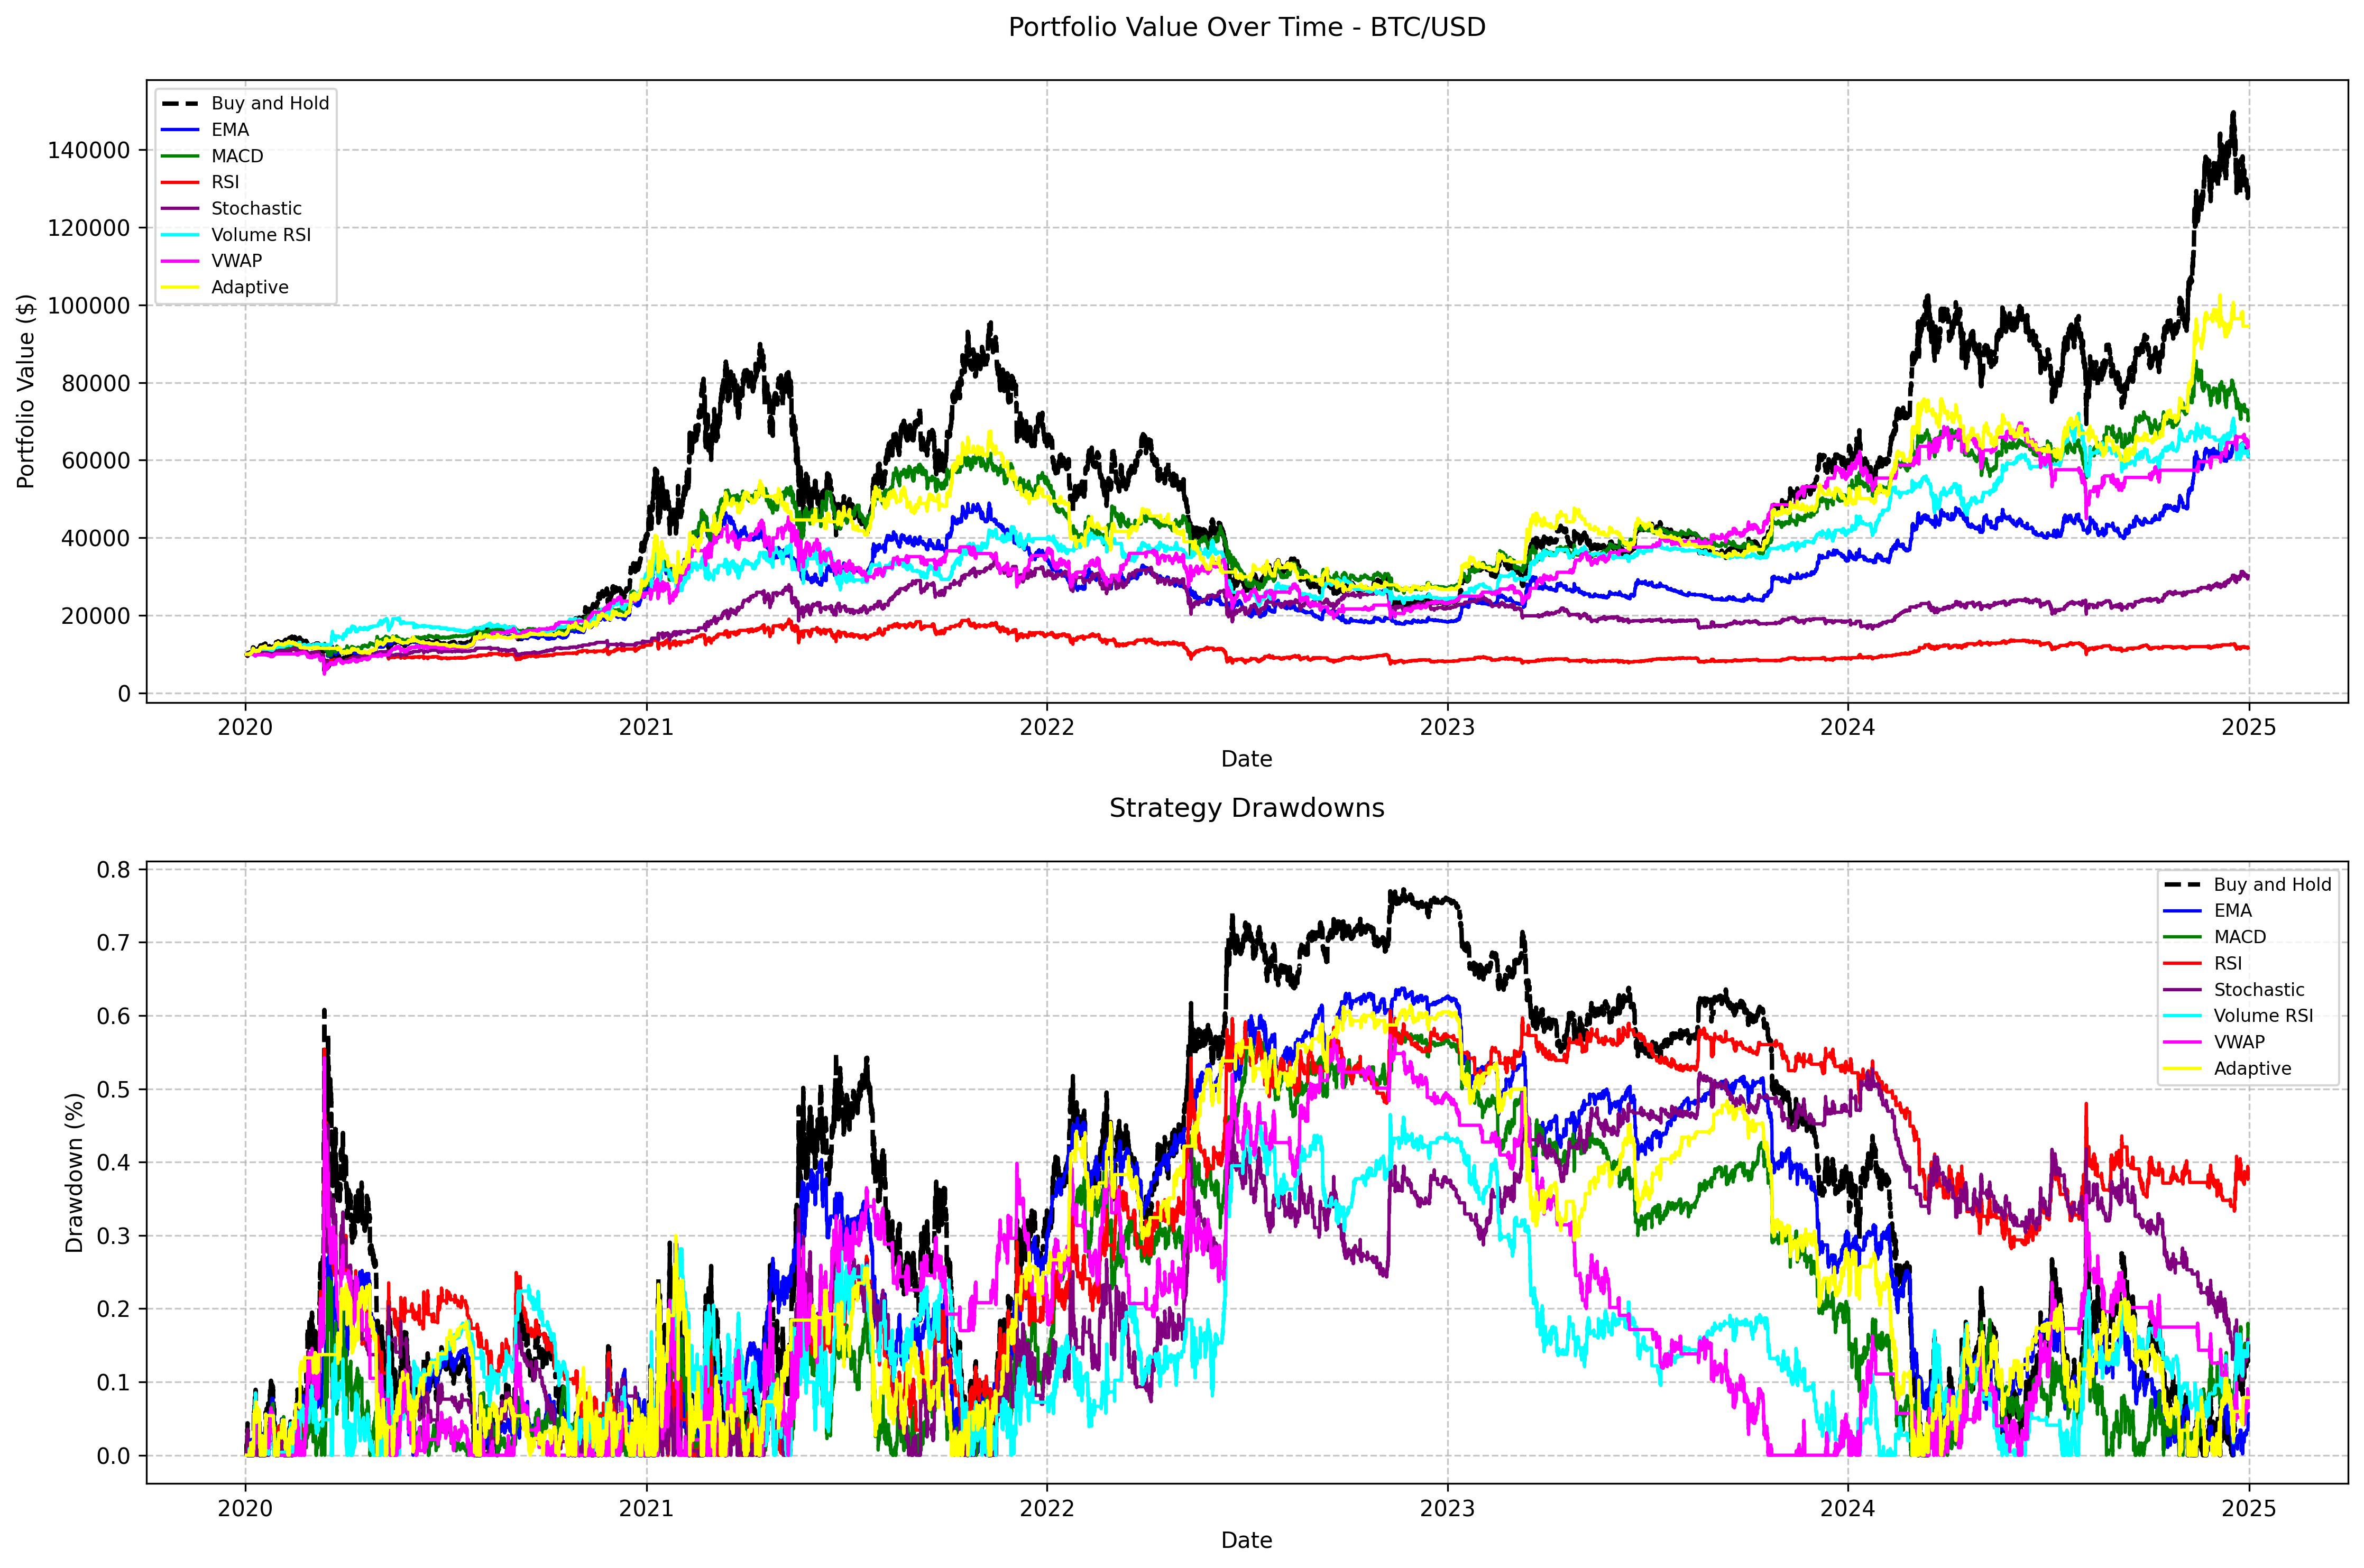 Portfolio Value Over Time - BTC/USD
Portfolio Value ($)
140000
120000
100000
80000
60000
40000
20000
0
Buy and Hold
EMA
MACD
RSI
Stochastic
Volume RSI
VWAP
Adaptive
2020
2021
2022
2023
2024
2025
Date
Strategy Drawdowns
Drawdown (%)
0.8
0.7
0.6
0.5
0.4
0.3
0.2
0.1
0.0
Buy and Hold
EMA
MACD
RSI
Stochastic
Volume RSI
VWAP
Adaptive
2020
2021
2022
2023
2024
2025
Date